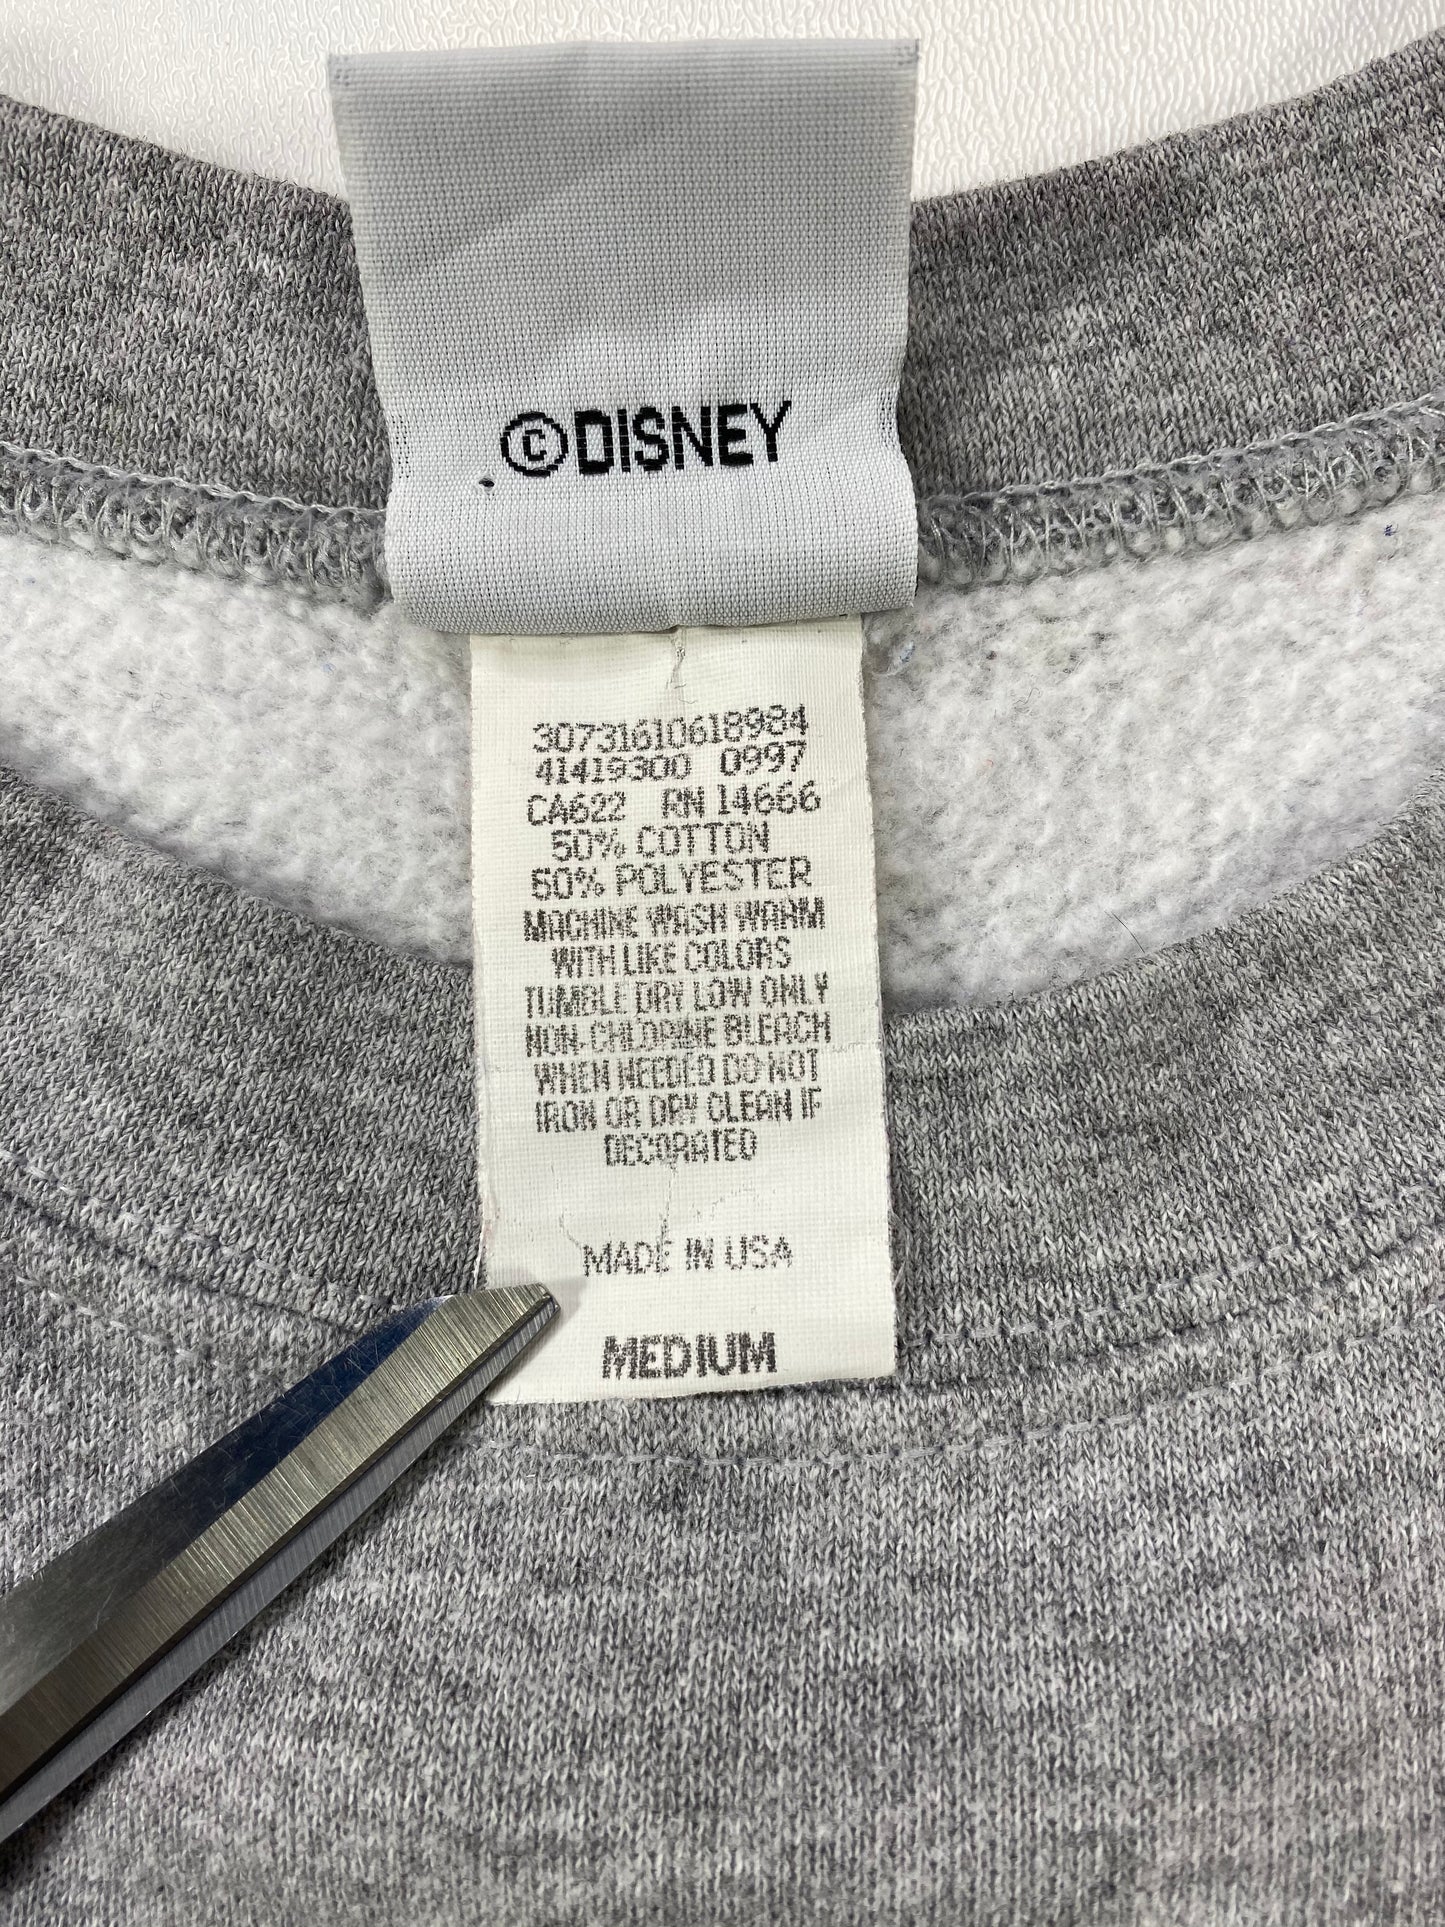 ©DISNEY
30731610618984
41419300 0997
CA622 RN 14666
50% COTTON
50% POLYESTER
MACHINE WASH WARM
WITH LIKE COLORS
TUMBLE DRY LOW ONLY
NON-CHLORINE BLEACH
WHEN NEEDED DO NOT
IRON OR DRY CLEAN IF
DECORATED
MADE IN USA
MEDIUM